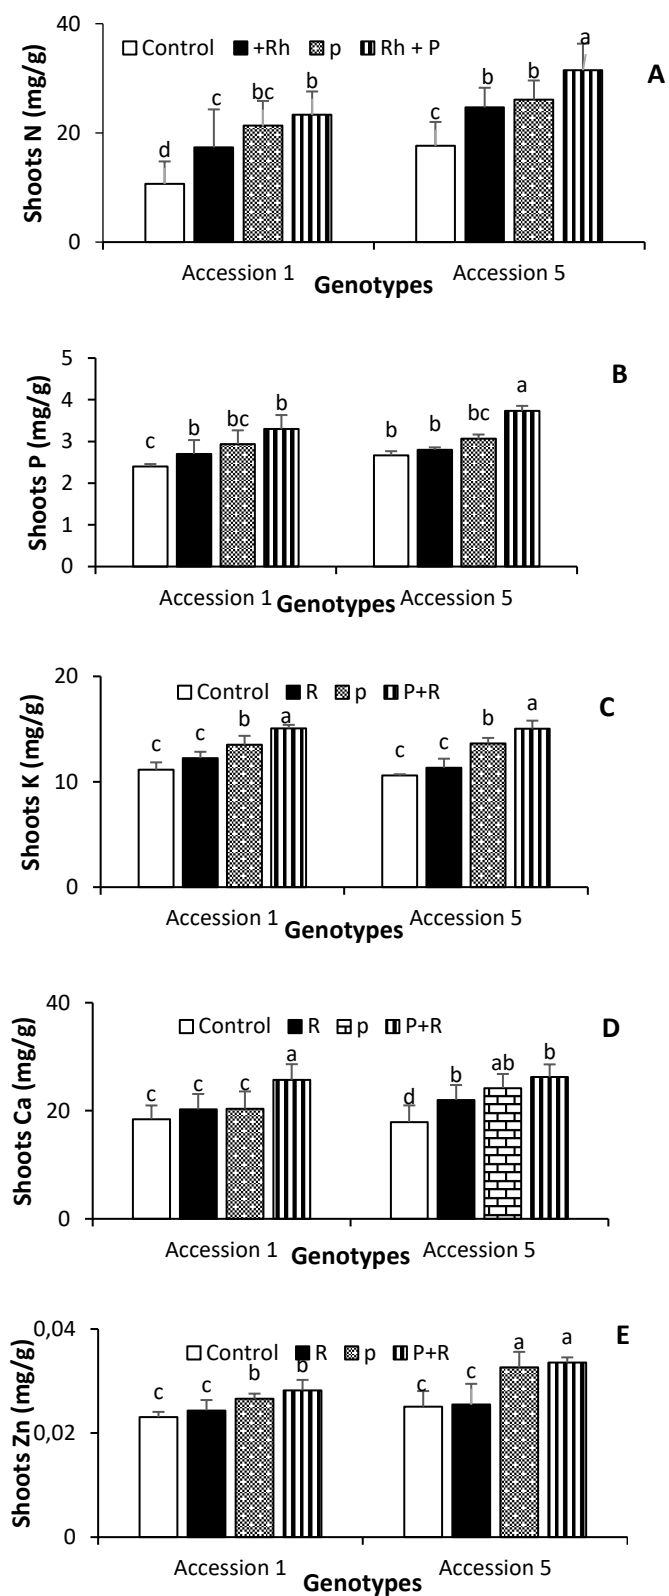 40
Control +Rh p Rh + P
a
A
b b
c bc b
c
d
20
0
Shoots N (mg/g)
Accession 1 Accession 5
Genotypes
5
B
a
4
b
bc bc
b b b
c
3
2
1
0
Shoots P (mg/g)
Accession 1 Accession 5
Genotypes
20
Control R p P+R
C
a a
b b
c c c c
10
0
Shoots K (mg/g)
Accession 1 Accession 5
Genotypes
40
Control R p P+R
D
a ab b
c c c d b
20
0
Shoots Ca (mg/g)
Accession 1 Accession 5
Genotypes
0,04
Control R p P+R
E
a a
c c b b c c
0,02
0
Shoots Zn (mg/g)
Accession 1 Accession 5
Genotypes